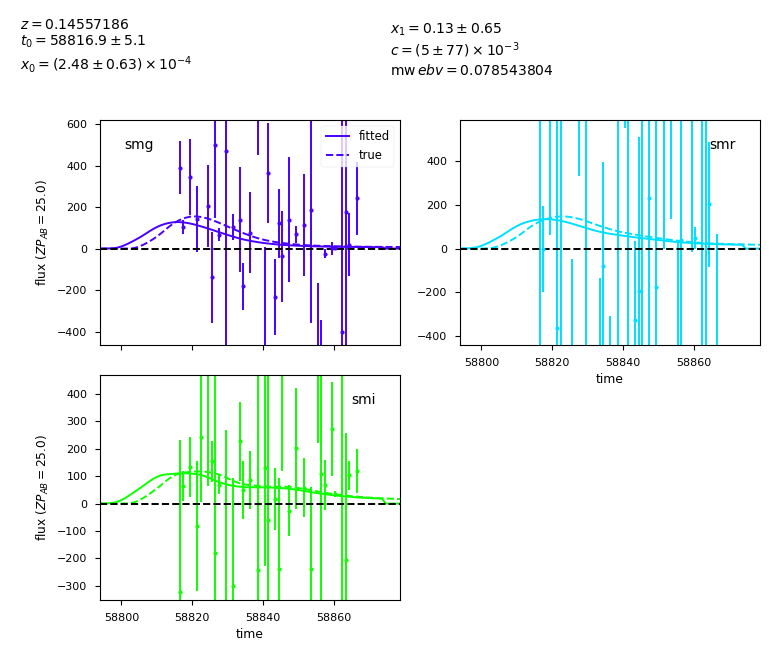 z = 0.14557186
t₀ = 58816.9 ± 5.1
x₀ = (2.48 ± 0.63) × 10⁻⁴
x₁ = 0.13 ± 0.65
c = (5 ± 77) × 10⁻³
mw ebv = 0.078543804
smg
fitted
true
600
400
200
0
−200
−400
flux (ZP_AB = 25.0)
smr
400
200
0
−200
−400
58800 58820 58840 58860
time
smi
400
300
200
100
0
−100
−200
−300
flux (ZP_AB = 25.0)
58800 58820 58840 58860
time